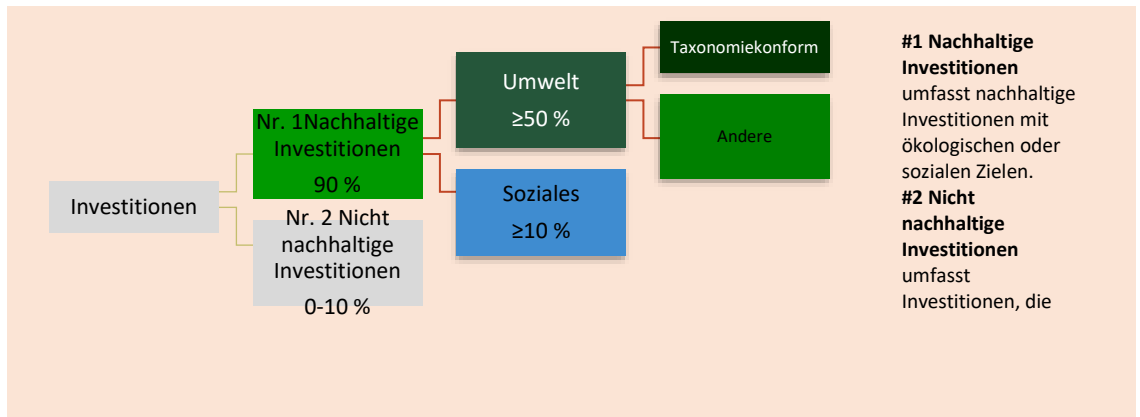 Investitionen
Nr. 1Nachhaltige
Investitionen
90 %
Nr. 2 Nicht
nachhaltige
Investitionen
0-10 %
Umwelt
≥50 %
Soziales
≥10 %
Taxonomiekonform
Andere
#1 Nachhaltige
Investitionen
umfasst nachhaltige
Investitionen mit
ökologischen oder
sozialen Zielen.
#2 Nicht
nachhaltige
Investitionen
umfasst
Investitionen, die